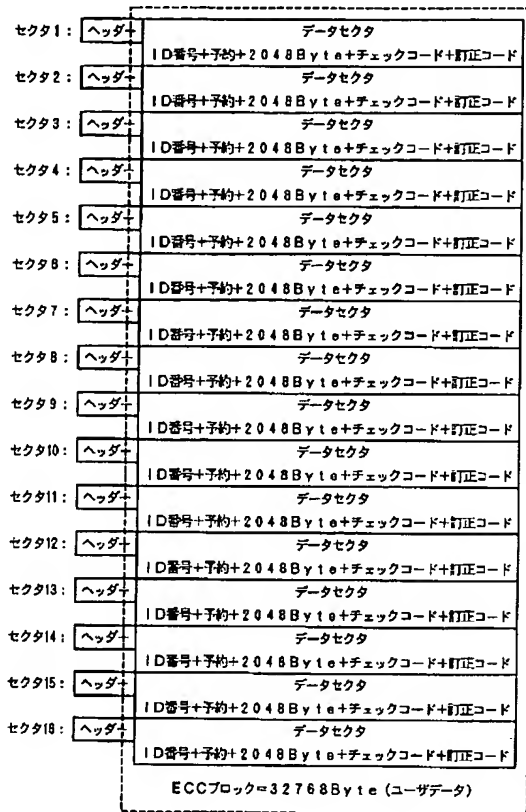 セクタ1： ヘッダー データセクタ
ID番号+予約+2048Byte+チェックコード+訂正コード
セクタ2： ヘッダー データセクタ
ID番号+予約+2048Byte+チェックコード+訂正コード
セクタ3： ヘッダー データセクタ
ID番号+予約+2048Byte+チェックコード+訂正コード
セクタ4： ヘッダー データセクタ
ID番号+予約+2048Byte+チェックコード+訂正コード
セクタ5： ヘッダー データセクタ
ID番号+予約+2048Byte+チェックコード+訂正コード
セクタ6： ヘッダー データセクタ
ID番号+予約+2048Byte+チェックコード+訂正コード
セクタ7： ヘッダー データセクタ
ID番号+予約+2048Byte+チェックコード+訂正コード
セクタ8： ヘッダー データセクタ
ID番号+予約+2048Byte+チェックコード+訂正コード
セクタ9： ヘッダー データセクタ
ID番号+予約+2048Byte+チェックコード+訂正コード
セクタ10： ヘッダー データセクタ
ID番号+予約+2048Byte+チェックコード+訂正コード
セクタ11： ヘッダー データセクタ
ID番号+予約+2048Byte+チェックコード+訂正コード
セクタ12： ヘッダー データセクタ
ID番号+予約+2048Byte+チェックコード+訂正コード
セクタ13： ヘッダー データセクタ
ID番号+予約+2048Byte+チェックコード+訂正コード
セクタ14： ヘッダー データセクタ
ID番号+予約+2048Byte+チェックコード+訂正コード
セクタ15： ヘッダー データセクタ
ID番号+予約+2048Byte+チェックコード+訂正コード
セクタ16： ヘッダー データセクタ
ID番号+予約+2048Byte+チェックコード+訂正コード
ECCブロック=32768Byte (ユーザデータ)